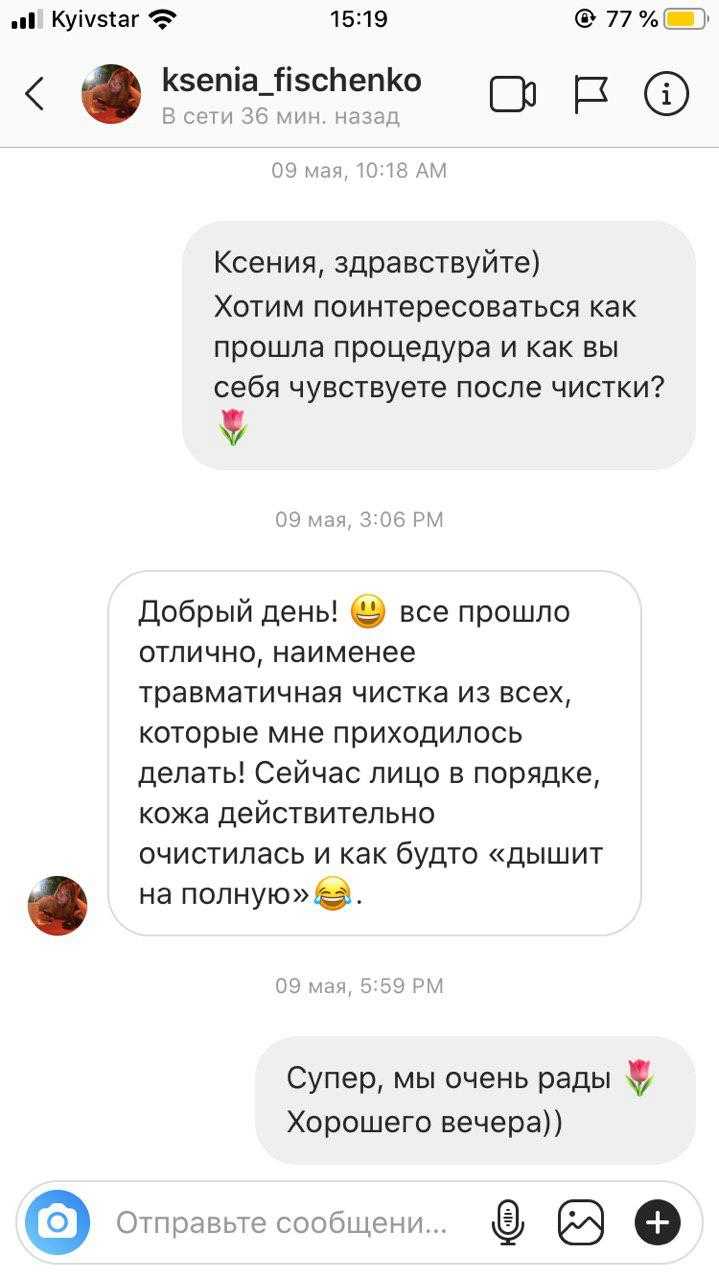 Kyivstar 15:19 77 %
ksenia_fischenko
В сети 36 мин. назад
09 мая, 10:18 AM
Ксения, здравствуйте)
Хотим поинтересоваться как
прошла процедура и как вы
себя чувствуете после чистки?
🌷
09 мая, 3:06 PM
Добрый день! 😃 все прошло
отлично, наименее
травматичная чистка из всех,
которые мне приходилось
делать! Сейчас лицо в порядке,
кожа действительно
очистилась и как будто «дышит
на полную»😂.
09 мая, 5:59 PM
Супер, мы очень рады 🌷
Хорошего вечера))
Отправьте сообщени...